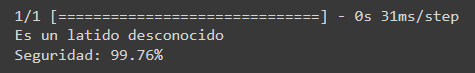 1/1 [==============================] - 0s 31ms/step
Es un latido desconocido
Seguridad: 99.76%